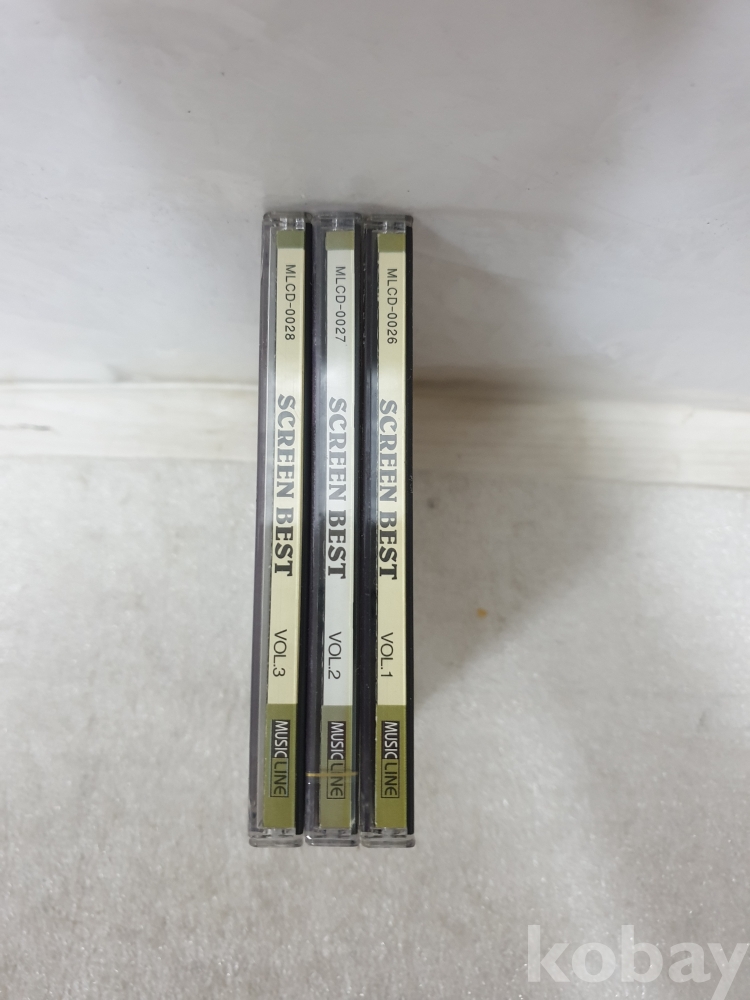 MLCD-0028 SCREEN BEST VOL.3 MUSIC LINE
MLCD-0027 SCREEN BEST VOL.2 MUSIC LINE
MLCD-0026 SCREEN BEST VOL.1 MUSIC LINE
kobay